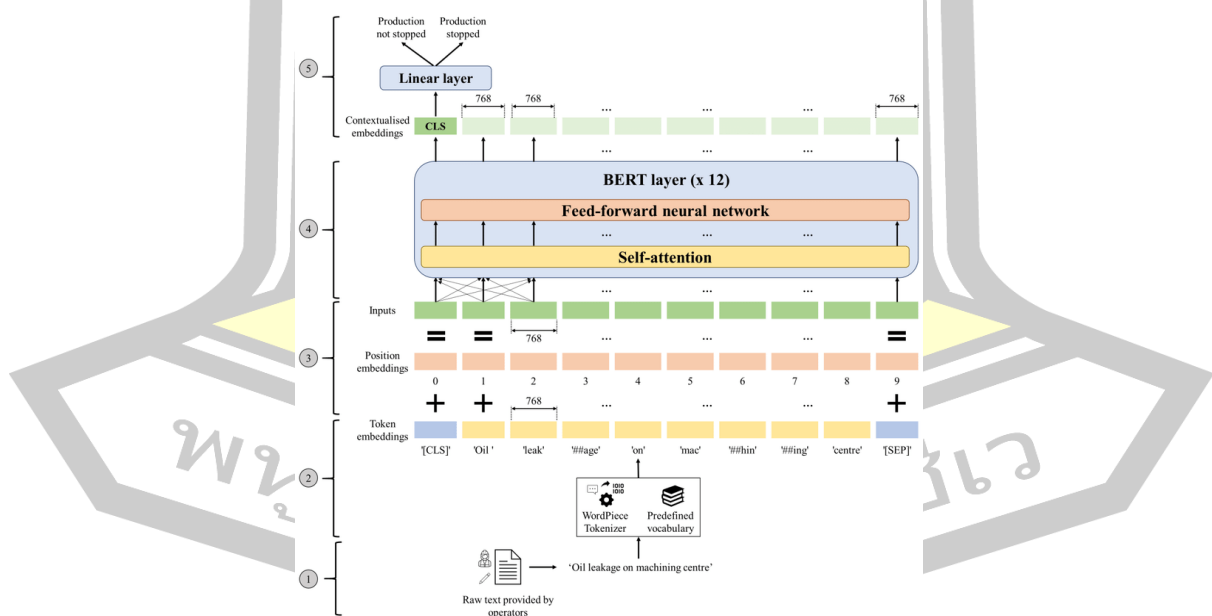 Production
not stopped
Production
stopped
5
Linear layer
768
768
...
...
768
Contextualised
embeddings
CLS
...
...
BERT layer (x 12)
Feed-forward neural network
4
...
...
Self-attention
...
...
Inputs
=
=
768
...
...
=
3
Position
embeddings
0
1
2
3
4
5
6
7
8
9
+
+
768
...
...
+
Token
embeddings
'[CLS]'
'Oil '
'leak'
'##age'
'on'
'mac'
'##hin'
'##ing'
'centre'
'[SEP]'
2
1010
1010
WordPiece
Tokenizer
Predefined
vocabulary
1
'Oil leakage on machining centre'
Raw text provided by
operators